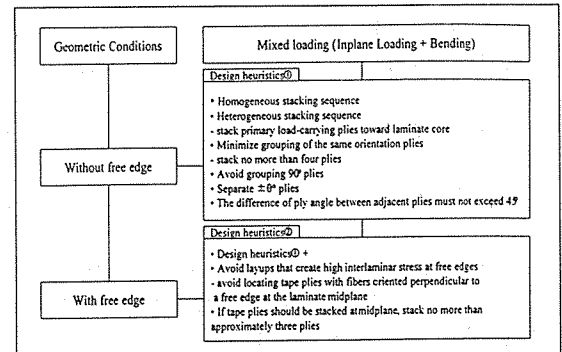 Geometric Conditions
Mixed loading (Inplane Loading + Bending)
Design heuristics①
• Homogeneous stacking sequence
• Heterogeneous stacking sequence
- stack primary load-carrying plies toward laminate core
• Minimize grouping of the same orientation plies
- stack no more than four plies
• Avoid grouping 90° plies
• Separate ±θ° plies
• The difference of ply angle between adjacent plies must not exceed 45°
Without free edge
Design heuristics②
• Design heuristics① +
• Avoid layups that create high interlaminar stress at free edges
- avoid locating tape plies with fibers oriented perpendicular to
a free edge at the laminate midplane
• If tape plies should be stacked at midplane, stack no more than
approximately three plies
With free edge